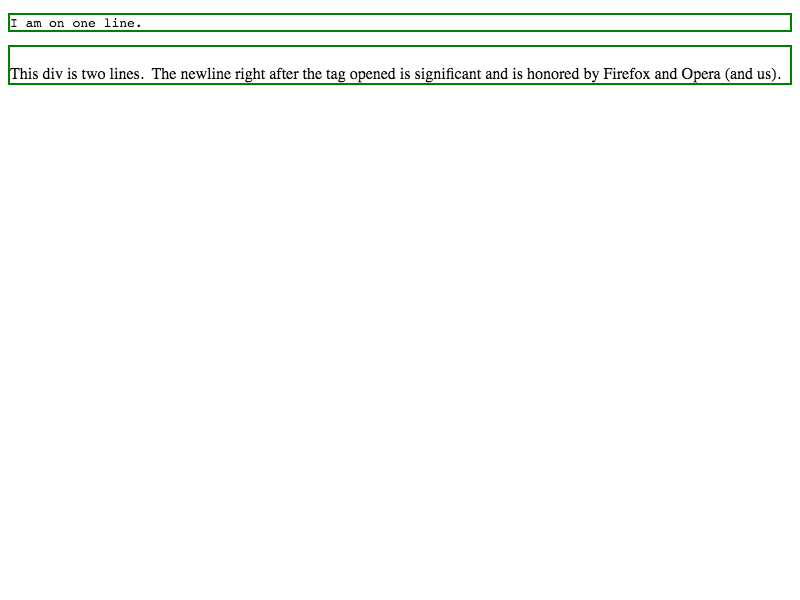 I am on one line.
This div is two lines.  The newline right after the tag opened is significant and is honored by Firefox and Opera (and us).